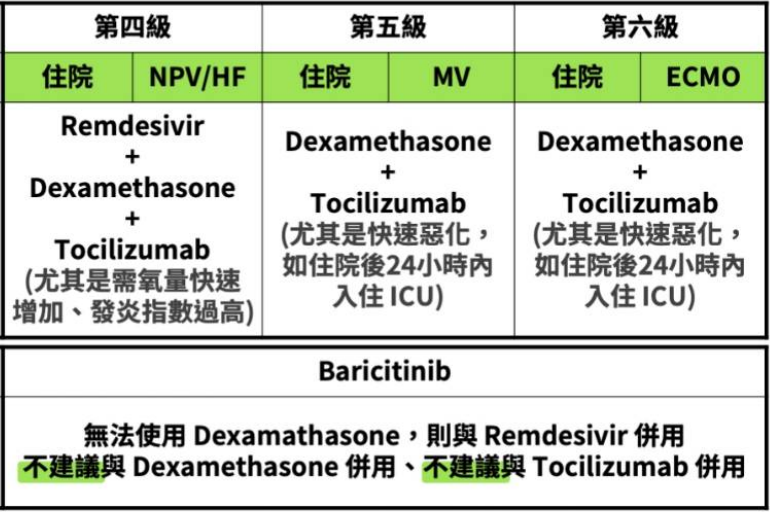 第四級
住院 NPV/HF
Remdesivir
+
Dexamethasone
+
Tocilizumab
(尤其是需氧量快速
增加、發炎指數過高)
第五級
住院 MV
Dexamethasone
+
Tocilizumab
(尤其是快速惡化，
如住院後24小時內
入住 ICU)
第六級
住院 ECMO
Dexamethasone
+
Tocilizumab
(尤其是快速惡化，
如住院後24小時內
入住 ICU)
Baricitinib
無法使用 Dexamathasone，則與 Remdesivir 併用
不建議與 Dexamethasone 併用、不建議與 Tocilizumab 併用